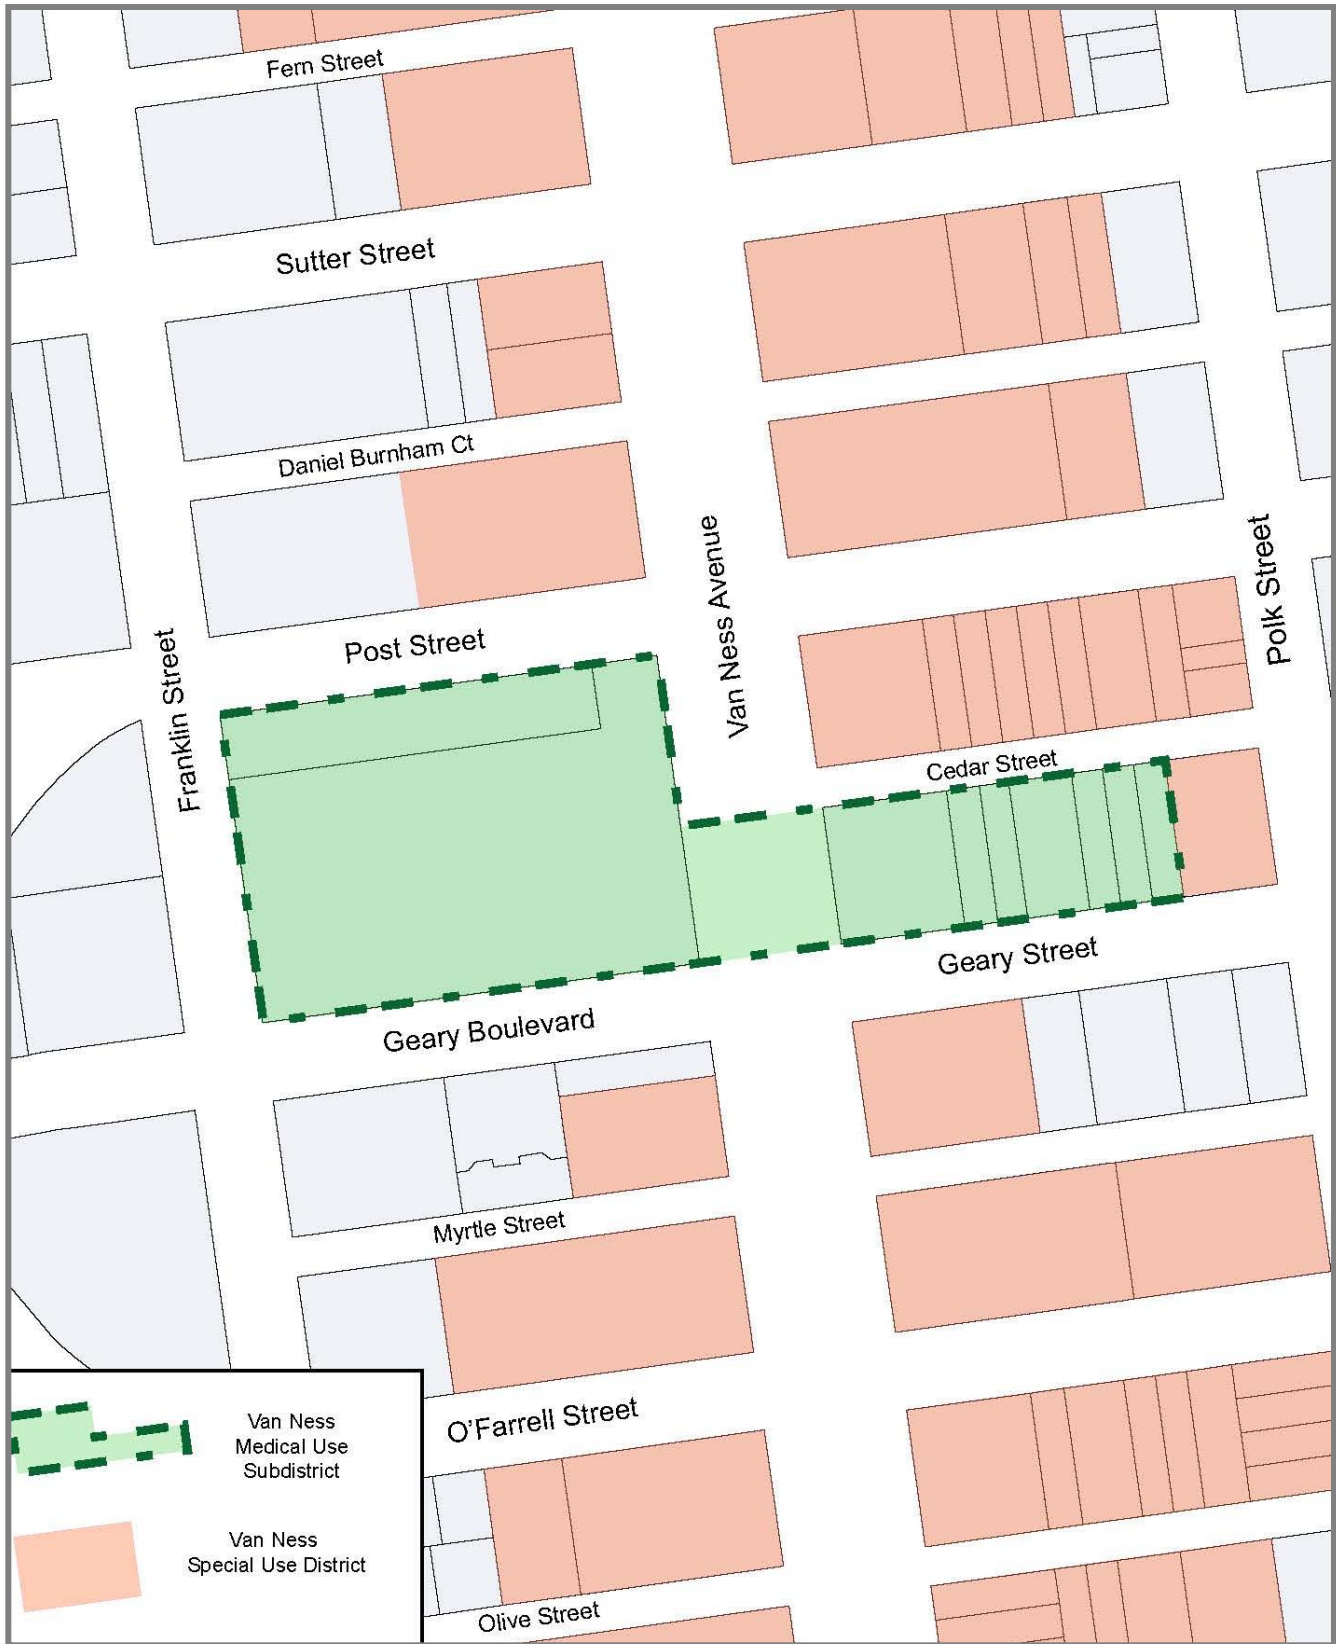 Fern Street
Sutter Street
Daniel Burnham Ct
Post Street
Van Ness Avenue
Polk Street
Franklin Street
Cedar Street
Geary Street
Geary Boulevard
Myrtle Street
O'Farrell Street
Olive Street
Van Ness
Medical Use
Subdistrict
Van Ness
Special Use District